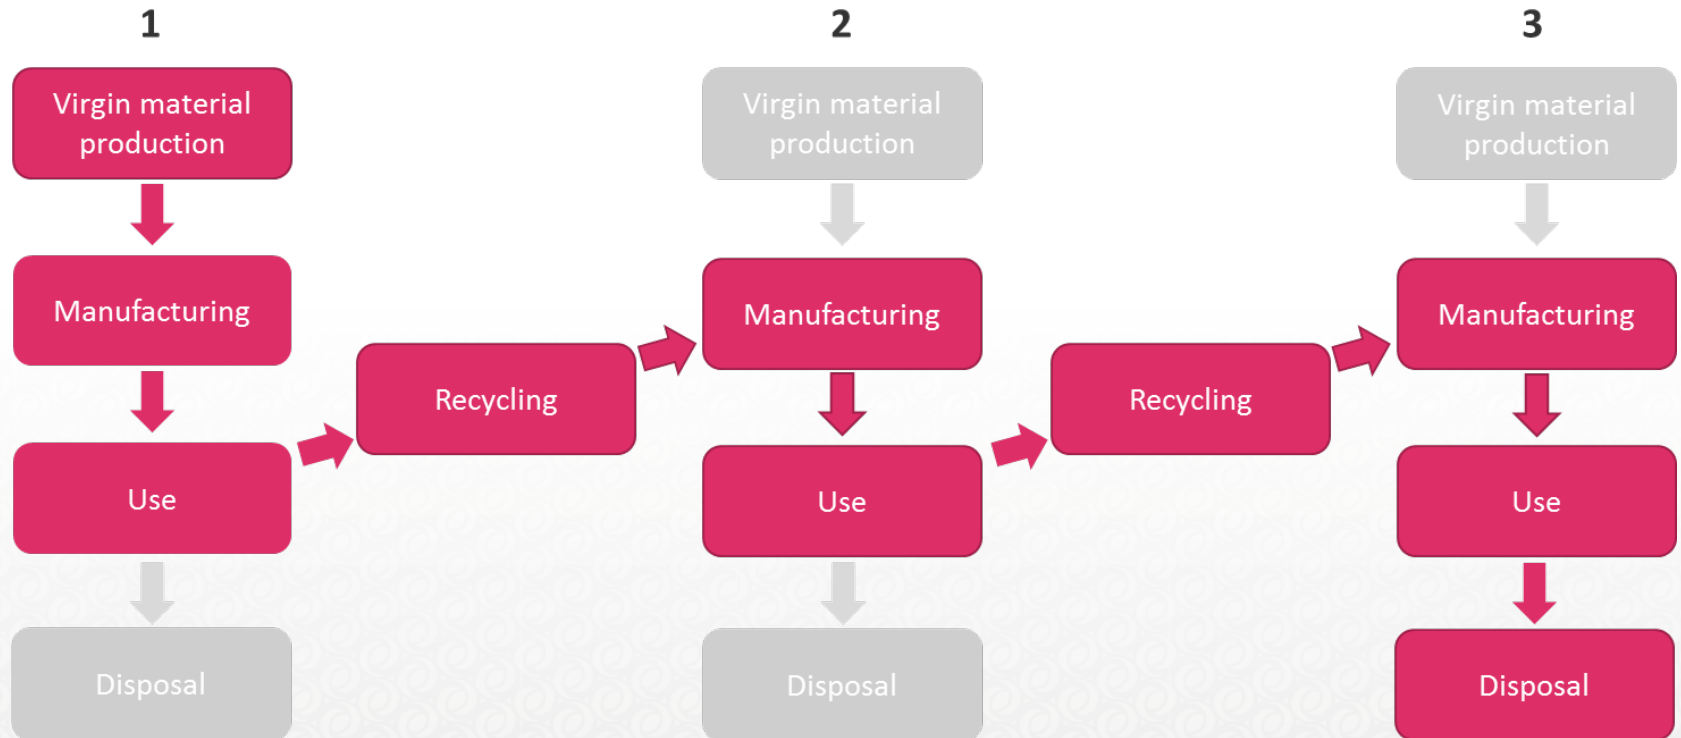 1
Virgin material
production
Manufacturing
Use
Disposal
Recycling
2
Virgin material
production
Manufacturing
Use
Disposal
Recycling
3
Virgin material
production
Manufacturing
Use
Disposal